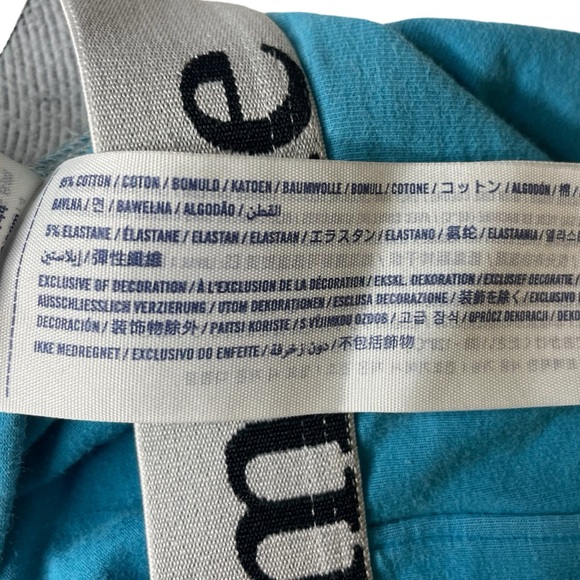 e
95% COTTON / COTON / BOMULD / KATOEN / BAUMWOLLE / BOMULL / COTONE / コットン / ALGODÓN / 棉 /
BAVLNA / 면 / BAWEŁNA / ALGODÃO / القطن /
5% ELASTANE / ÉLASTANE / ELASTAN / ELASTAAN / エラスタン / ELASTANO / 氨纶 / ELASTAANIA /
إيلاستين / 彈性纖維
EXCLUSIVE OF DECORATION / À L'EXCLUSION DE LA DÉCORATION / EKSKL. DEKORATION / EXCLUSIEF DECORATIE /
AUSSCHLIESSLICH VERZIERUNG / UTOM DEKORATIONEN / ESCLUSA DECORAZIONE / 装飾を除く / EXCLUSIVO
DECORACIÓN / 装饰物除外 / PAITSI KORISTE / S VÝJIMKOU OZDOB / 고급 장식 / OPRÓCZ DEKORACJI /
IKKE MEDREGNET / EXCLUSIVO DO ENFEITE / دون زخرفة / 不包括飾物
m